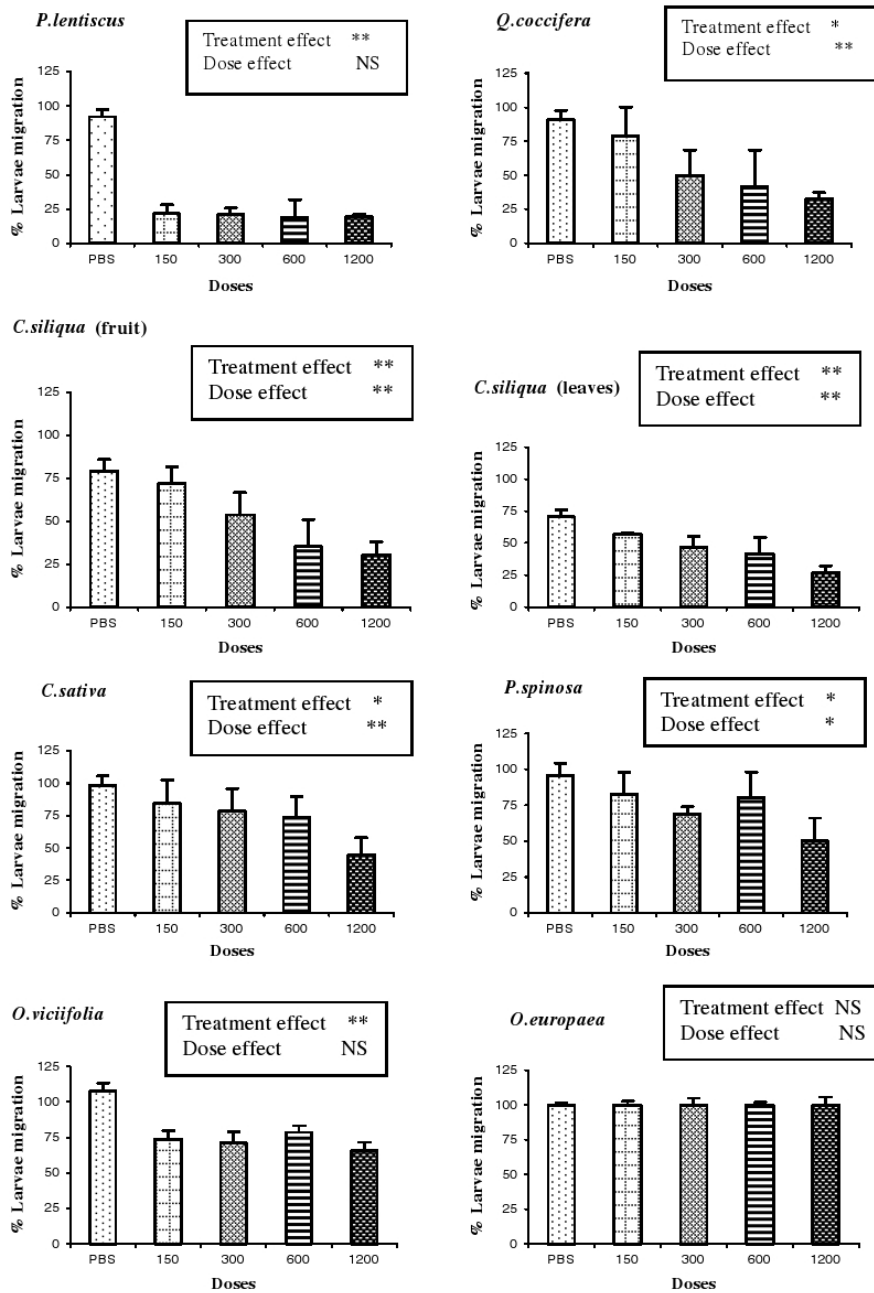 P.lentiscus
Treatment effect **
Dose effect NS
% Larvae migration
125
100
75
50
25
0
PBS 150 300 600 1200
Doses
Q.coccifera
Treatment effect *
Dose effect **
% Larvae migration
125
100
75
50
25
0
PBS 150 300 600 1200
Doses
C.siliqua (fruit)
Treatment effect **
Dose effect **
% Larvae migration
125
100
75
50
25
0
PBS 150 300 600 1200
Doses
C.siliqua (leaves)
Treatment effect **
Dose effect **
% Larvae migration
125
100
75
50
25
0
PBS 150 300 600 1200
Doses
C.sativa
Treatment effect *
Dose effect **
% Larvae migration
125
100
75
50
25
0
PBS 150 300 600 1200
Doses
P.spinosa
Treatment effect *
Dose effect *
% Larvae migration
125
100
75
50
25
0
PBS 150 300 600 1200
Doses
O.viciifolia
Treatment effect **
Dose effect NS
% Larvae migration
125
100
75
50
25
0
PBS 150 300 600 1200
Doses
O.europaea
Treatment effect NS
Dose effect NS
% Larvae migration
125
100
75
50
25
0
PBS 150 300 600 1200
Doses